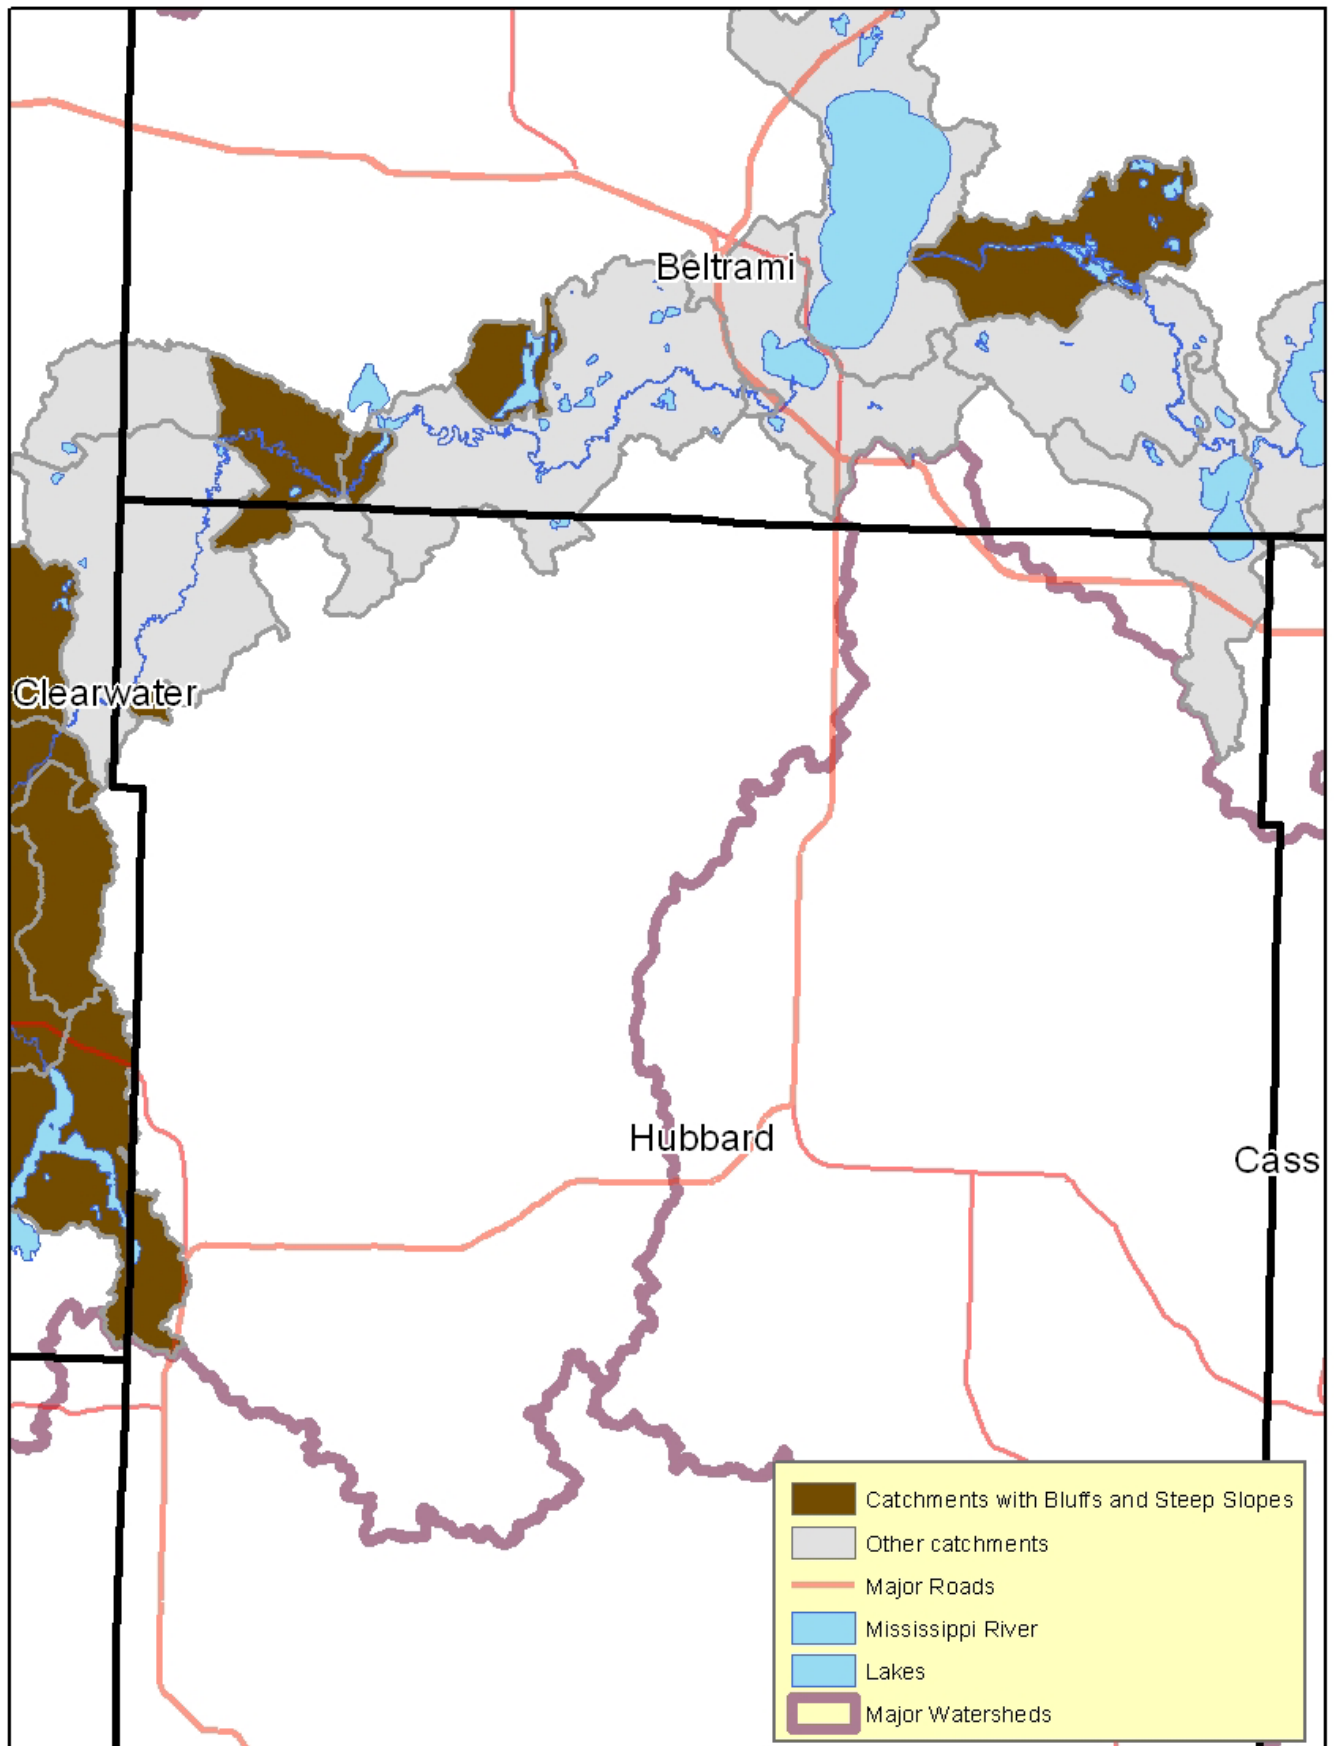 Beltrami
Clearwater
Hubbard
Cass
Catchments with Bluffs and Steep Slopes
Other catchments
Major Roads
Mississippi River
Lakes
Major Watersheds